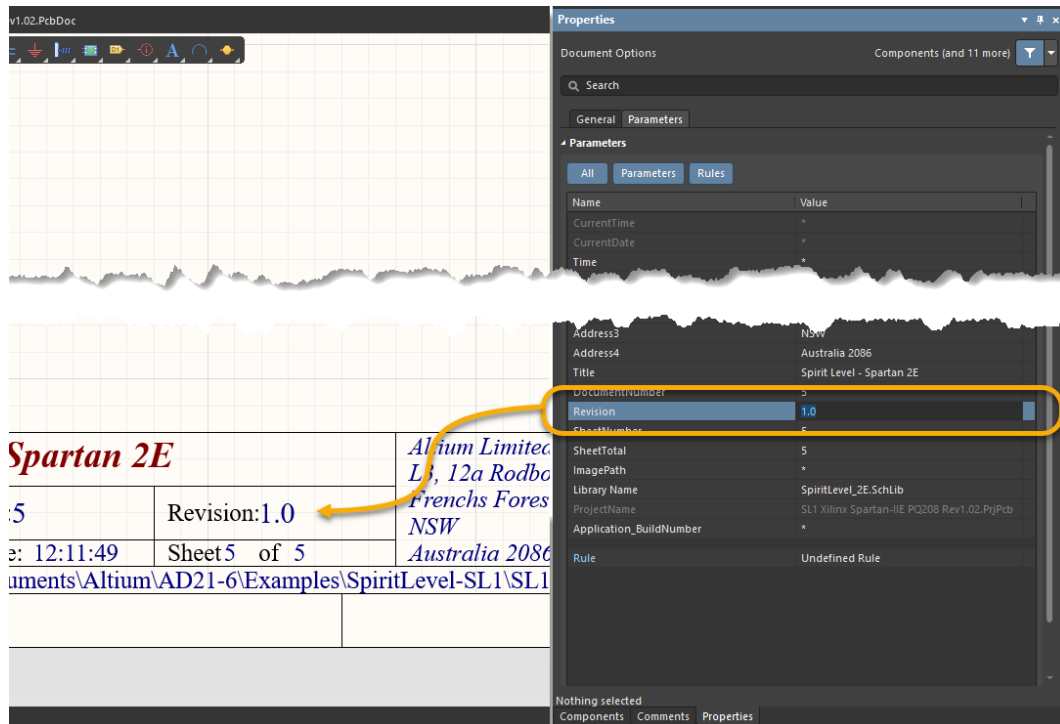 v1.02.PcbDoc
Properties
Document Options
Components (and 11 more)
Search
General Parameters
Parameters
All Parameters Rules
Name Value
CurrentTime *
CurrentDate *
Time *
Address3 NSW
Address4 Australia 2086
Title Spirit Level - Spartan 2E
DocumentNumber 5
Revision 1.0
SheetNumber 5
SheetTotal 5
ImagePath *
Library Name SpiritLevel_2E.SchLib
ProjectName SL1 Xilinx Spartan-IIE PQ208 Rev1.02.PrjPcb
Application_BuildNumber *
Rule Undefined Rule
Nothing selected
Components Comments Properties
Spartan 2E
:5
Revision:1.0
e: 12:11:49
Sheet 5 of 5
Altium Limited
L3, 12a Rodbo
Frenchs Fores
NSW
Australia 2086
uments\Altium\AD21-6\Examples\SpiritLevel-SL1\SL1